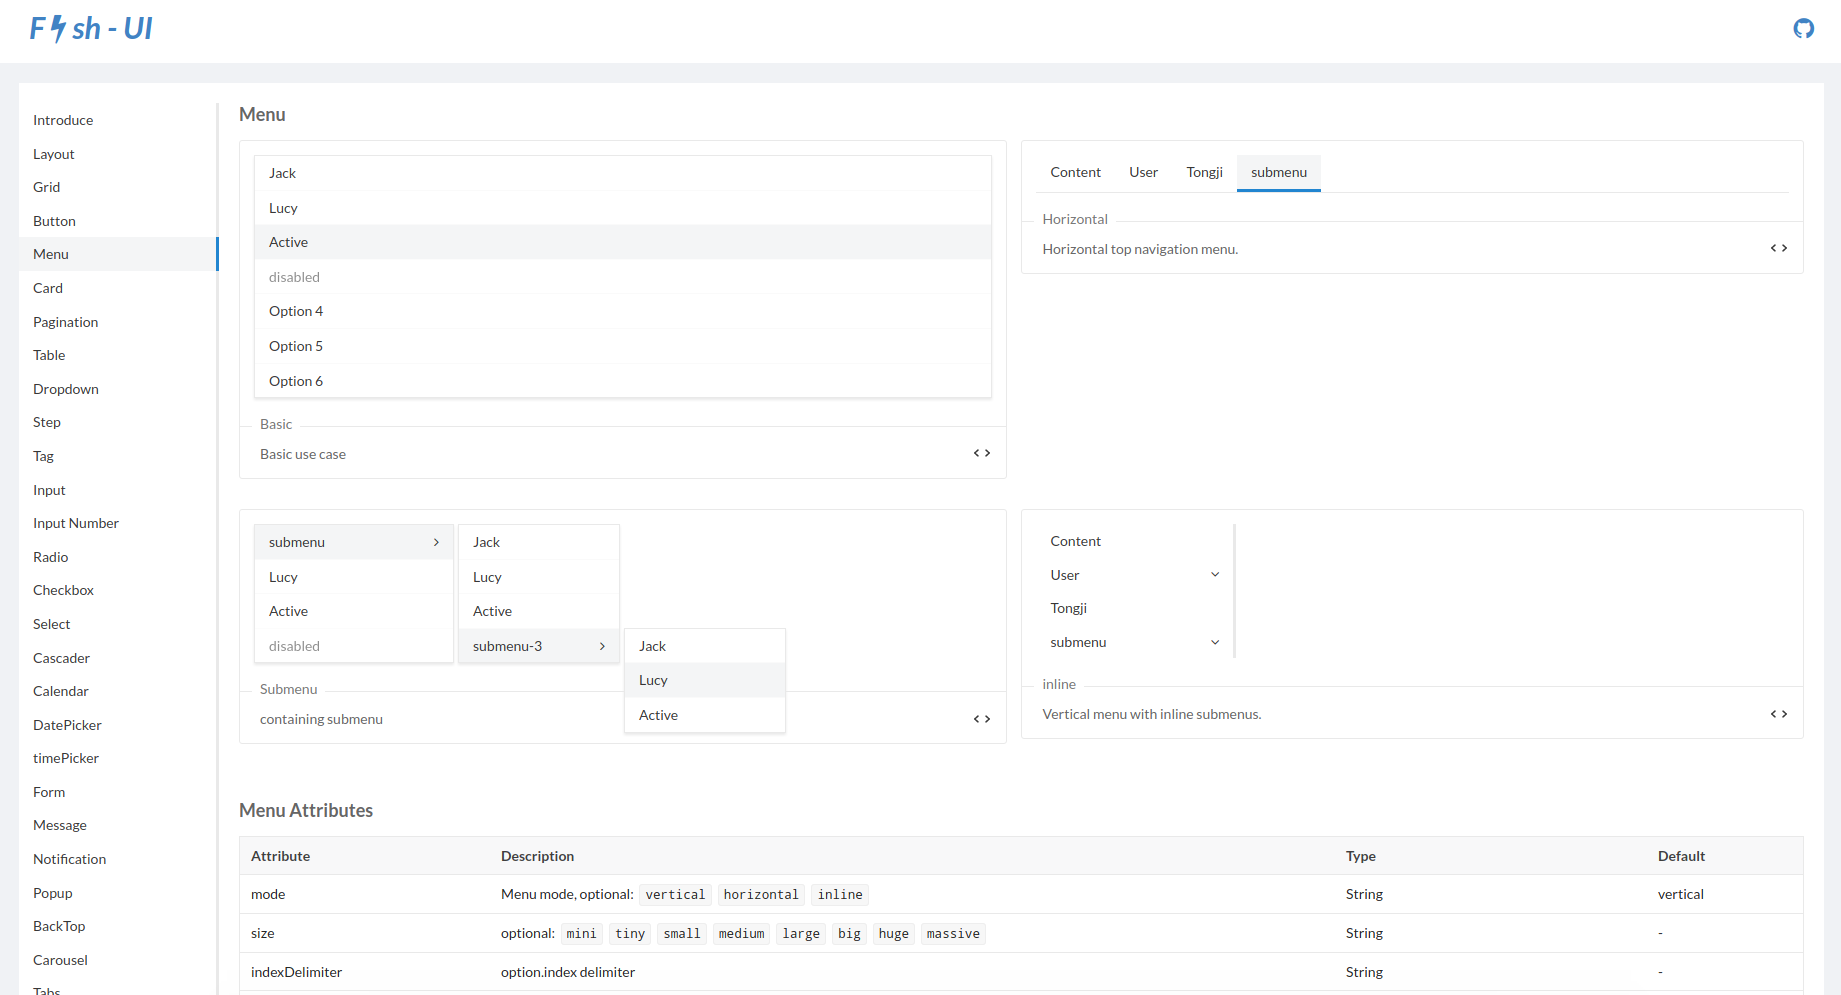 F sh - UI
Introduce
Layout
Grid
Button
Menu
Card
Pagination
Table
Dropdown
Step
Tag
Input
Input Number
Radio
Checkbox
Select
Cascader
Calendar
DatePicker
timePicker
Form
Message
Notification
Popup
BackTop
Carousel
Tabs
Menu
Jack
Lucy
Active
disabled
Option 4
Option 5
Option 6
Basic
Basic use case
Content User Tongji submenu
Horizontal
Horizontal top navigation menu.
submenu
Lucy
Active
disabled
Jack
Lucy
Active
submenu-3
Jack
Lucy
Active
Submenu
containing submenu
Content
User
Tongji
submenu
inline
Vertical menu with inline submenus.
Menu Attributes
Attribute Description Type Default
mode Menu mode, optional: vertical horizontal inline String vertical
size optional: mini tiny small medium large big huge massive String -
indexDelimiter option.index delimiter String -